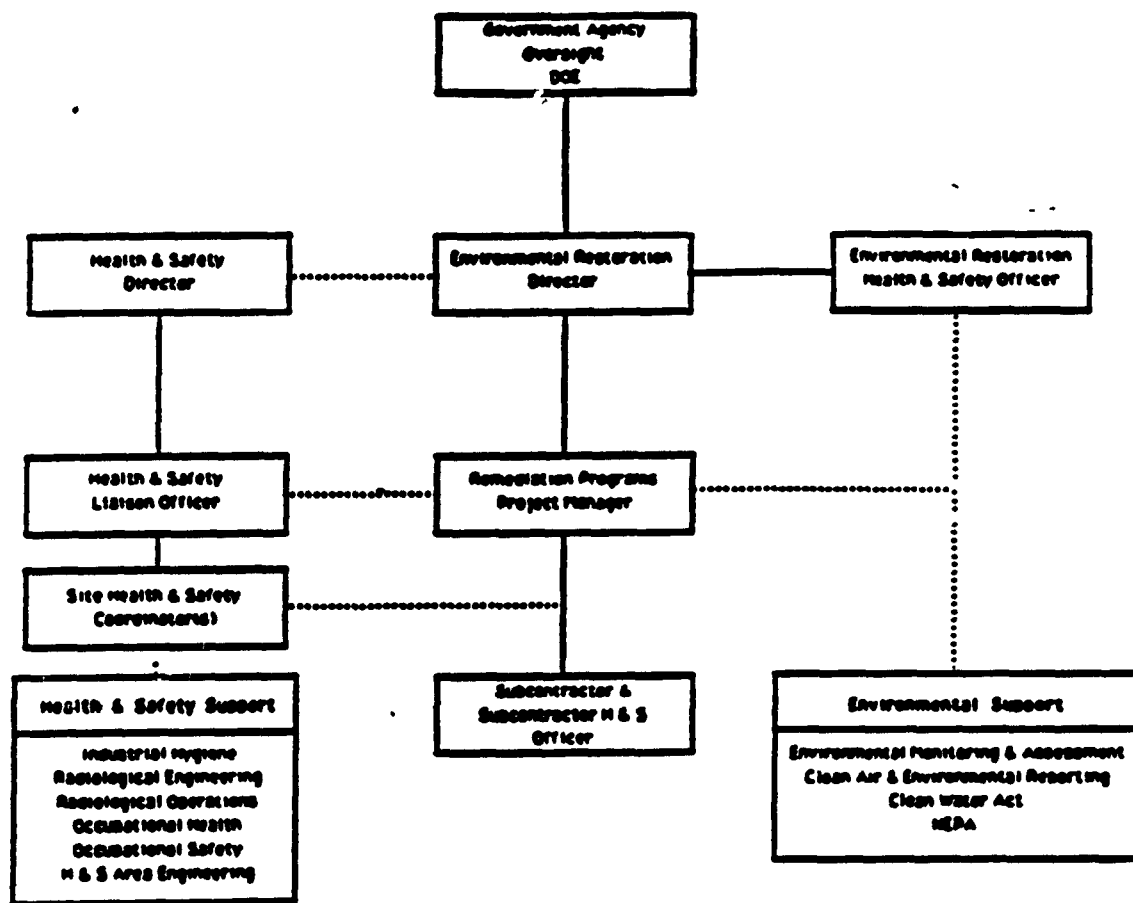 Government Agency
Oversight
DOE
Health & Safety
Director
Environmental Restoration
Director
Environmental Restoration
Health & Safety Officer
Health & Safety
Liaison Officer
Remediation Programs
Project Manager
Site Health & Safety
Coordinator(s)
Health & Safety Support
Industrial Hygiene
Radiological Engineering
Radiological Operations
Occupational Health
Occupational Safety
H & S Area Engineering
Subcontractor &
Subcontractor H & S
Officer
Environmental Support
Environmental Monitoring & Assessment
Clean Air & Environmental Reporting
Clean Water Act
NEPA